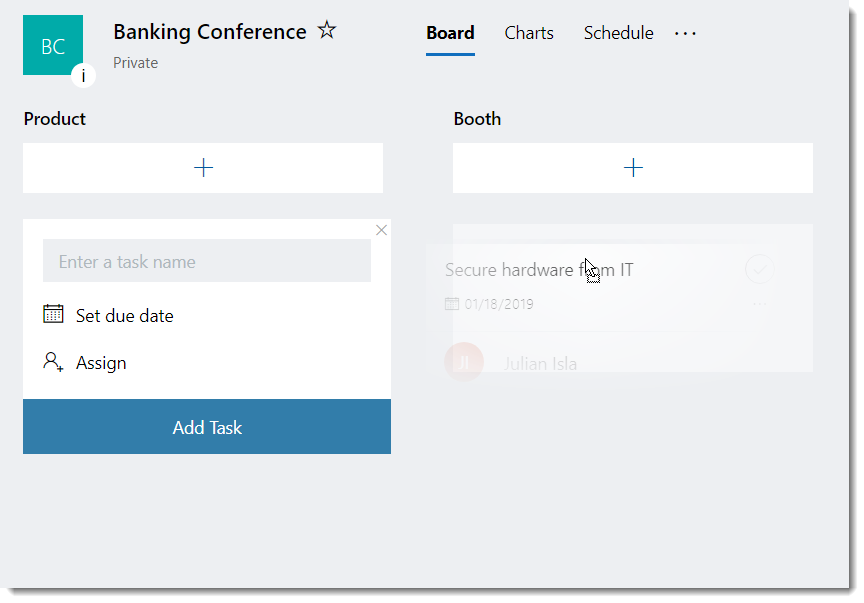 BC
i
Banking Conference
Private
Board Charts Schedule
Product
Booth
Enter a task name
Set due date
Assign
Add Task
Secure hardware from IT
01/18/2019
JI
Julian Isla